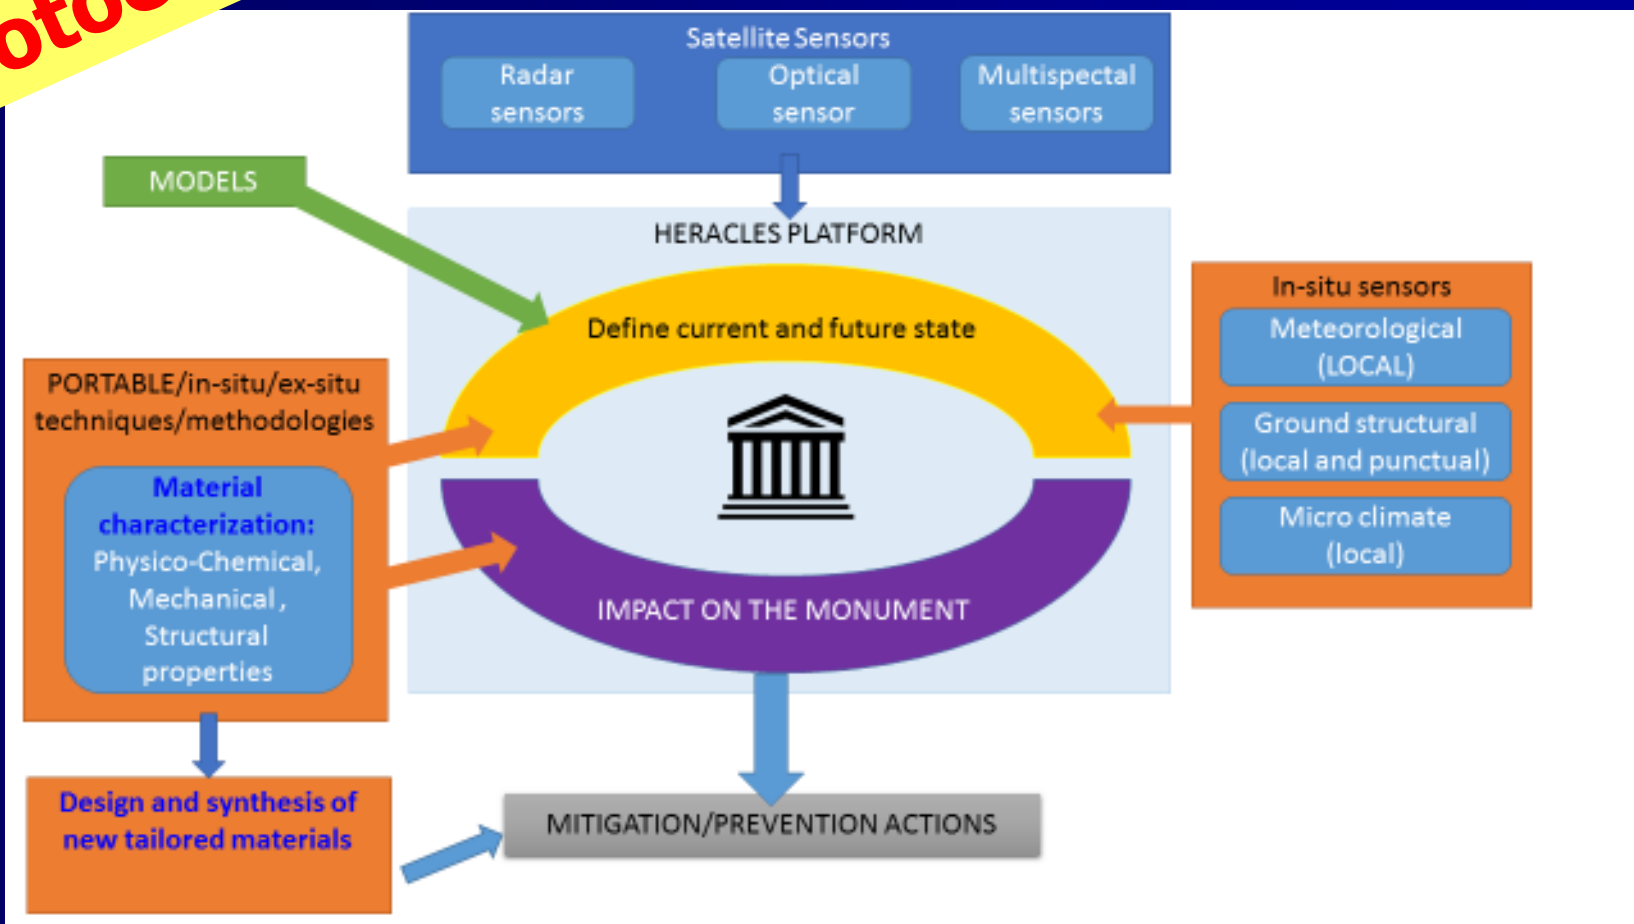 Satellite Sensors
Radar
sensors
Optical
sensor
Multispectal
sensors
MODELS
HERACLES PLATFORM
Define current and future state
In-situ sensors
Meteorological
(LOCAL)
Ground structural
(local and punctual)
Micro climate
(local)
PORTABLE/in-situ/ex-situ
techniques/methodologies
Material
characterization:
Physico-Chemical,
Mechanical,
Structural
properties
IMPACT ON THE MONUMENT
Design and synthesis of
new tailored materials
MITIGATION/PREVENTION ACTIONS